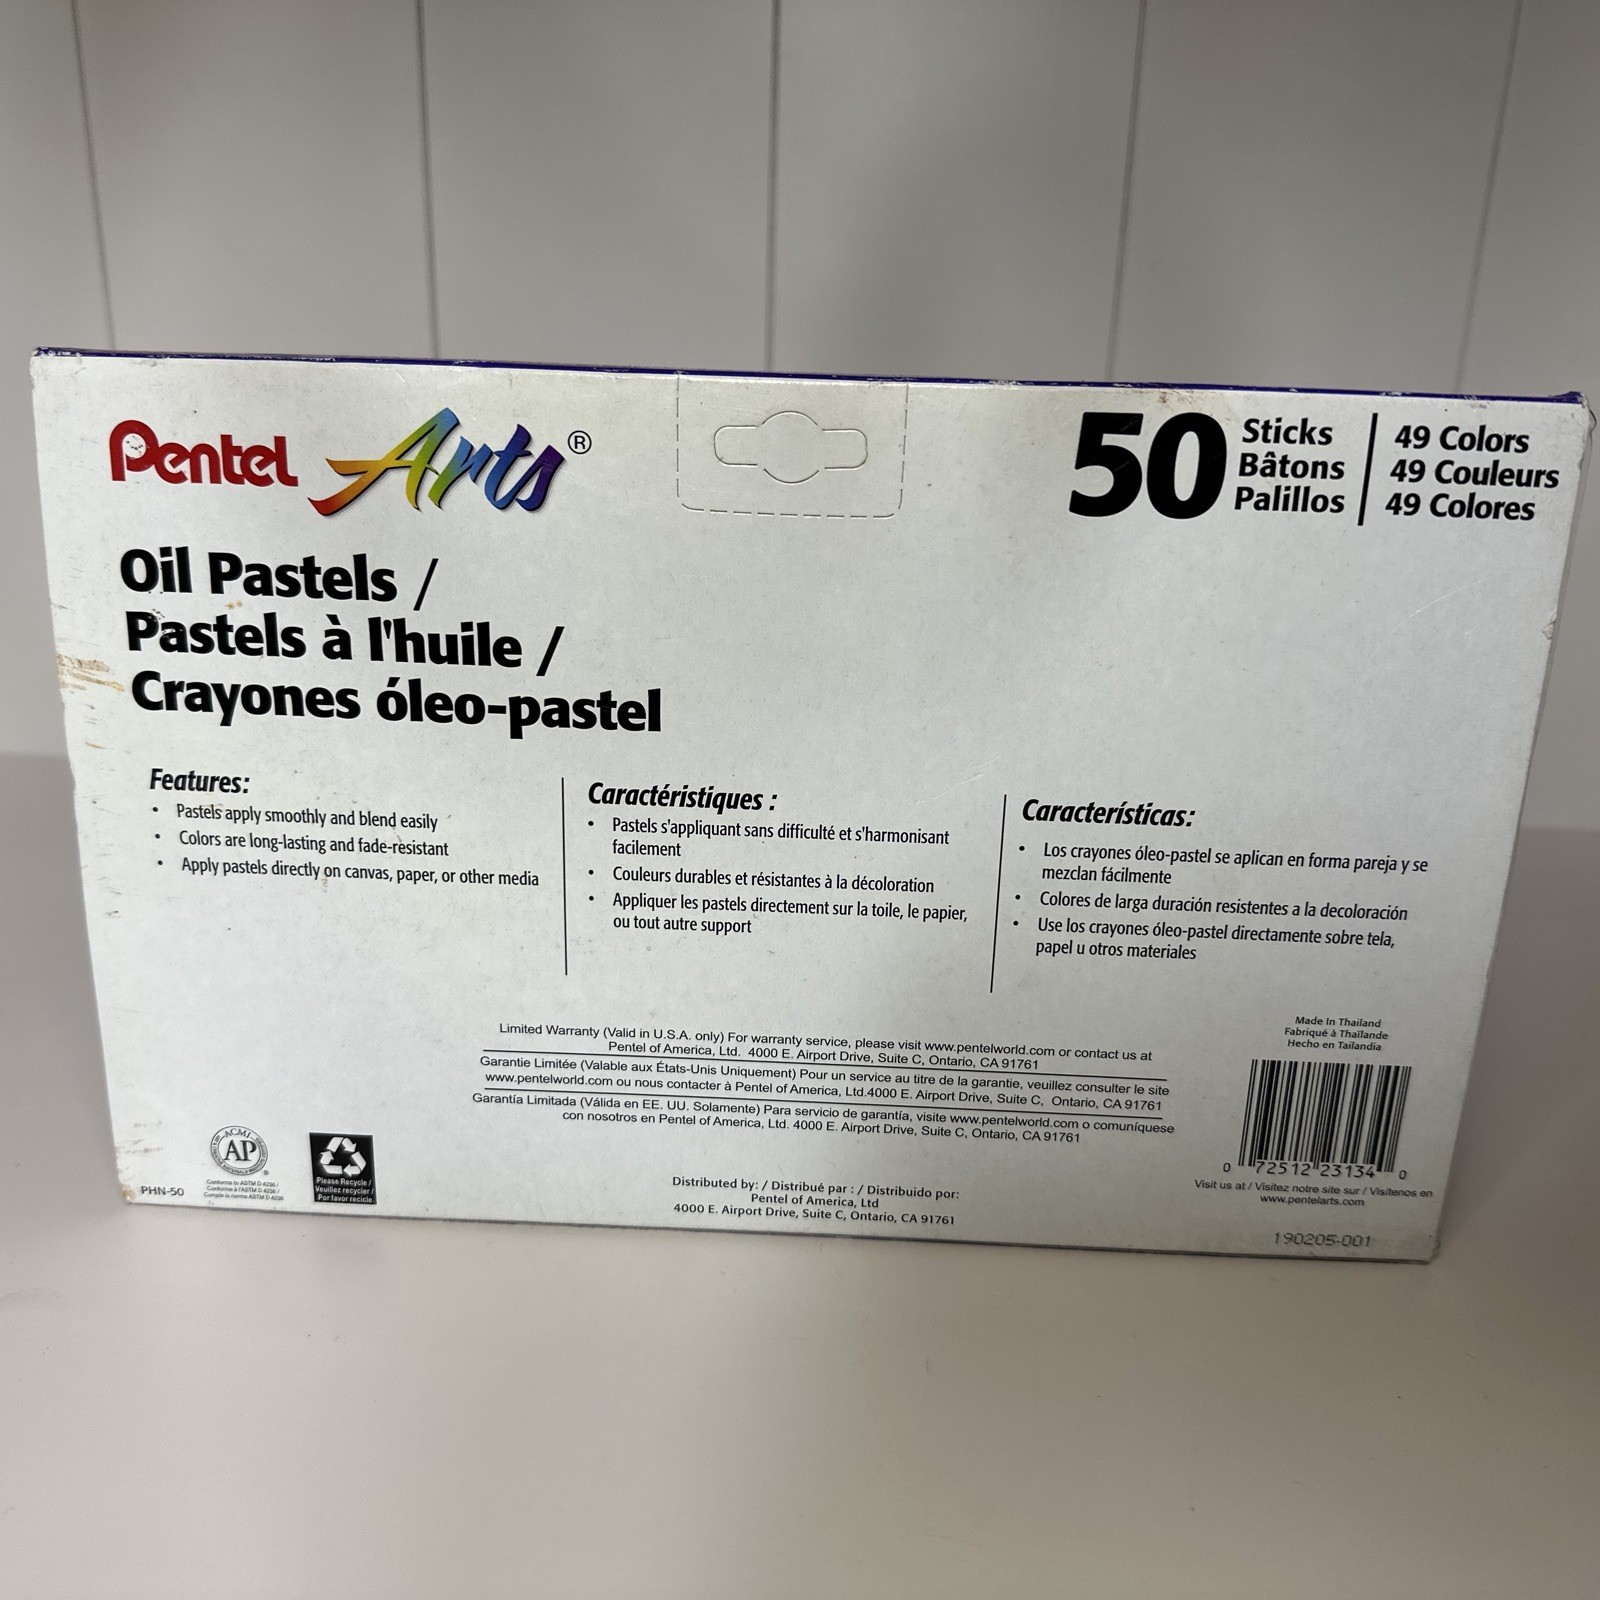 Pentel Arts®
50 Sticks Bâtons Palillos
49 Colors
49 Couleurs
49 Colores
Oil Pastels /
Pastels à l'huile /
Crayones óleo-pastel
Features:
• Pastels apply smoothly and blend easily
• Colors are long-lasting and fade-resistant
• Apply pastels directly on canvas, paper, or other media
Caractéristiques :
• Pastels s'appliquant sans difficulté et s'harmonisant
facilement
• Couleurs durables et résistantes à la décoloration
• Appliquer les pastels directement sur la toile, le papier,
ou tout autre support
Características:
• Los crayones óleo-pastel se aplican en forma pareja y se
mezclan fácilmente
• Colores de larga duración resistentes a la decoloración
• Use los crayones óleo-pastel directamente sobre tela,
papel u otros materiales
Limited Warranty (Valid in U.S.A. only) For warranty service, please visit www.pentelworld.com or contact us at
Pentel of America, Ltd. 4000 E. Airport Drive, Suite C, Ontario, CA 91761
Garantie Limitée (Valable aux États-Unis Uniquement) Pour un service au titre de la garantie, veuillez consulter le site
www.pentelworld.com ou nous contacter à Pentel of America, Ltd.4000 E. Airport Drive, Suite C, Ontario, CA 91761
Garantía Limitada (Válida en EE. UU. Solamente) Para servicio de garantía, visite www.pentelworld.com o comuníquese
con nosotros en Pentel of America, Ltd. 4000 E. Airport Drive, Suite C, Ontario, CA 91761
Made In Thailand
Fabriqué à Thaïlande
Hecho en Tailandia
0 72512 23134 0
Visit us at / Visitez notre site sur / Visítenos en
www.pentelarts.com
190205-001
Distributed by: / Distribué par : / Distribuido por:
Pentel of America, Ltd
4000 E. Airport Drive, Suite C, Ontario, CA 91761
PHN-50
ACMI
AP
®
Conforms to ASTM D 4236 /
Conforme à l'ASTM D 4236 /
Cumple la norma ASTM D 4236
Please Recycle /
Veuillez recycler /
Por favor recicle